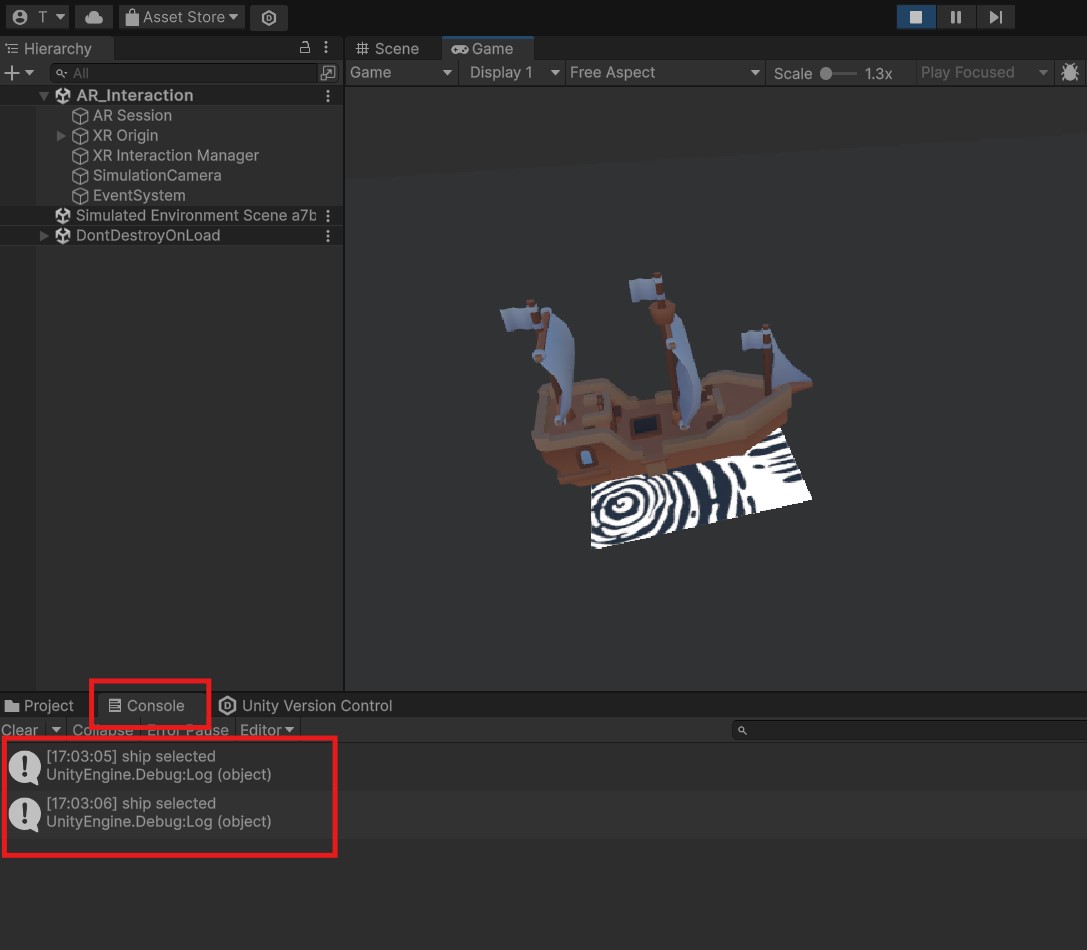 T Asset Store
Hierarchy
All
AR_Interaction
AR Session
XR Origin
XR Interaction Manager
SimulationCamera
EventSystem
Simulated Environment Scene a7b
DontDestroyOnLoad
Scene Game
Game Display 1 Free Aspect Scale 1.3x Play Focused
Project Console Unity Version Control
Clear Collapse Error Pause Editor
[17:03:05] ship selected
UnityEngine.Debug:Log (object)
[17:03:06] ship selected
UnityEngine.Debug:Log (object)